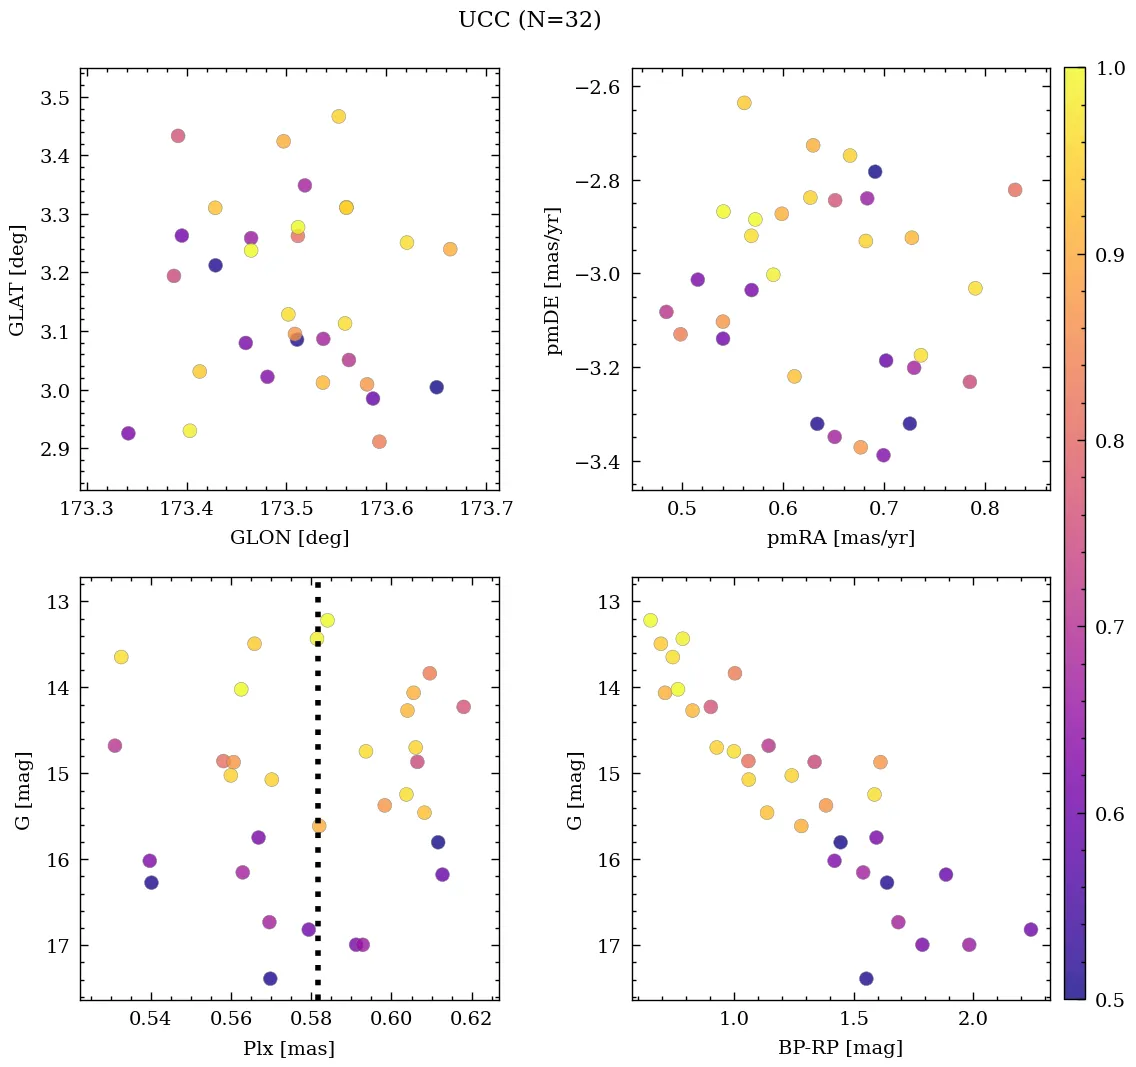 UCC (N=32)
3.5
3.4
3.3
3.2
3.1
3.0
2.9
GLAT [deg]
173.3 173.4 173.5 173.6 173.7
GLON [deg]
−2.6
−2.8
−3.0
−3.2
−3.4
pmDE [mas/yr]
0.5 0.6 0.7 0.8
pmRA [mas/yr]
13
14
15
16
17
G [mag]
0.54 0.56 0.58 0.60 0.62
Plx [mas]
13
14
15
16
17
G [mag]
1.0 1.5 2.0
BP-RP [mag]
1.0
0.9
0.8
0.7
0.6
0.5